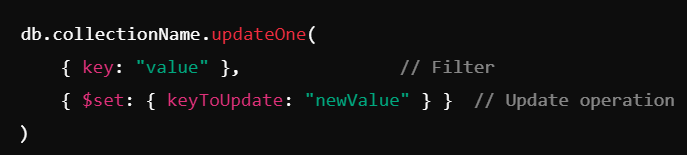 db.collectionName.updateOne(
    { key: "value" },               // Filter
    { $set: { keyToUpdate: "newValue" } }  // Update operation
)